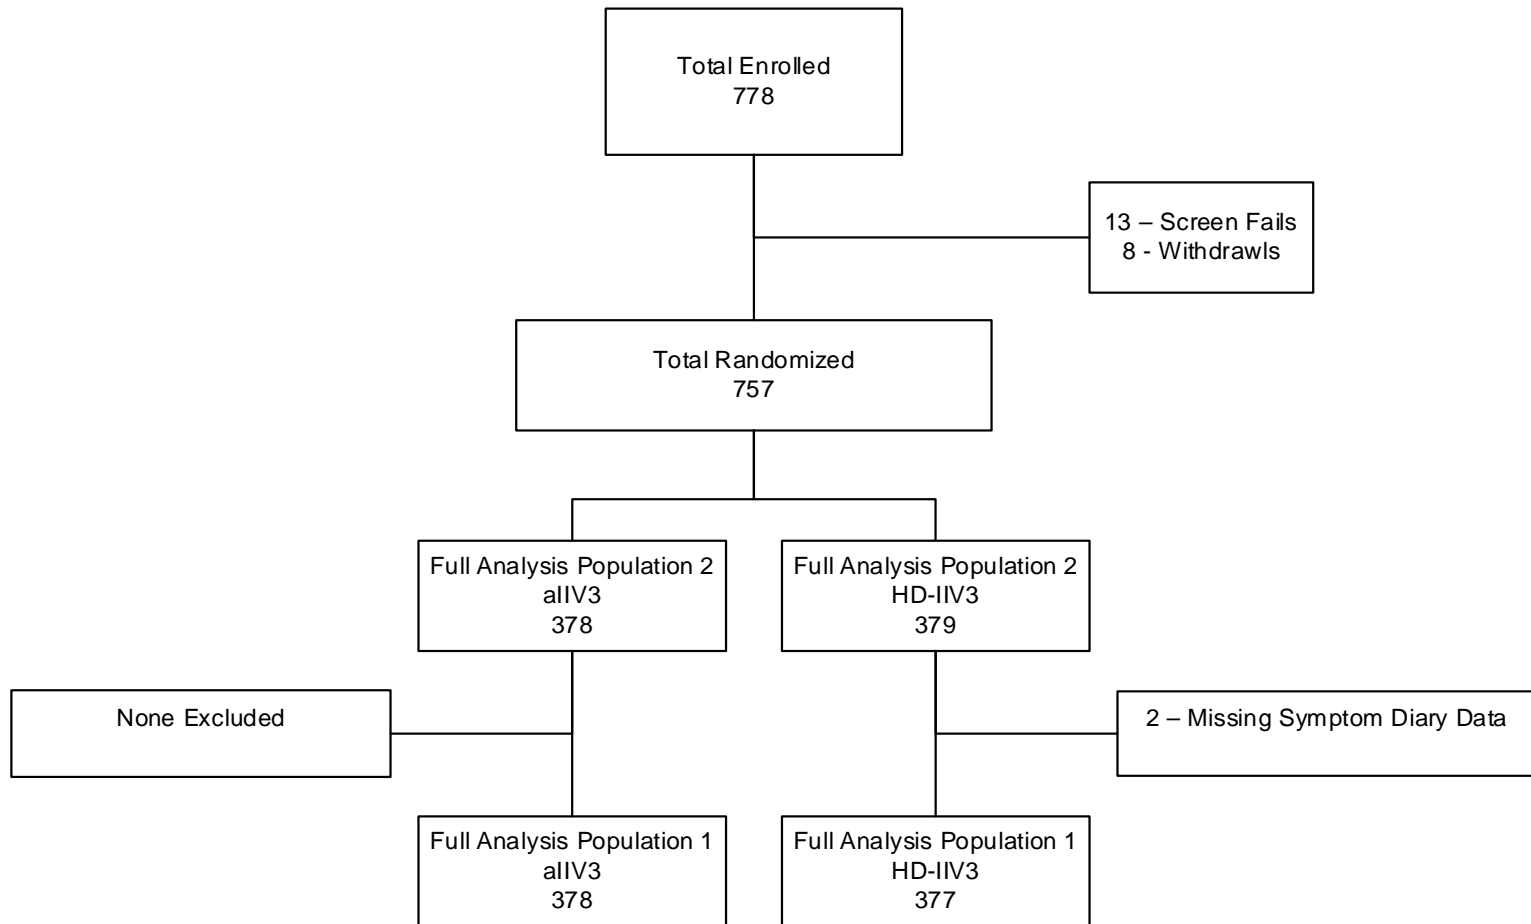 Total Enrolled
778
13 – Screen Fails
8 - Withdrawls
Total Randomized
757
Full Analysis Population 2
aIIV3
378
Full Analysis Population 2
HD-IIV3
379
None Excluded
2 – Missing Symptom Diary Data
Full Analysis Population 1
aIIV3
378
Full Analysis Population 1
HD-IIV3
377